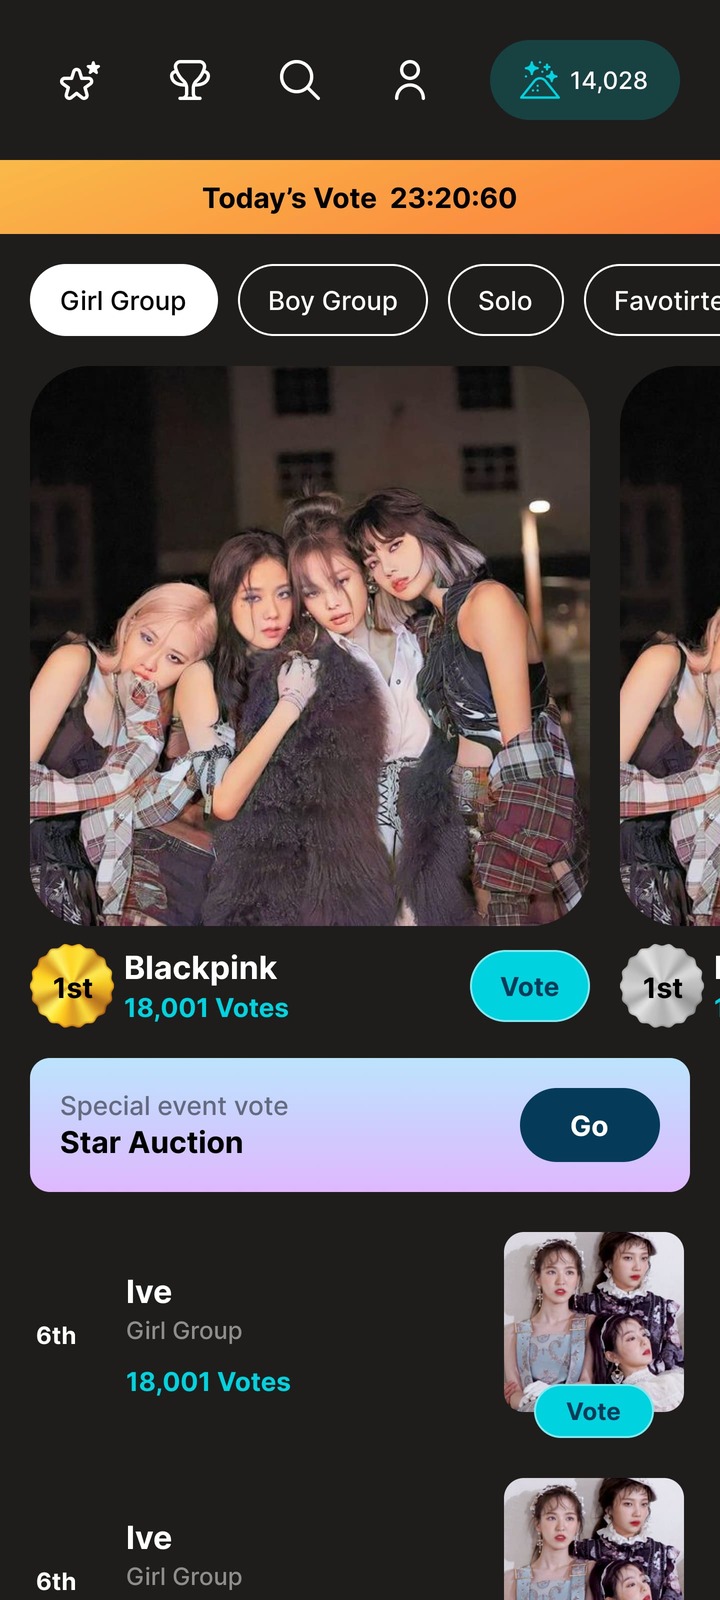 14,028
Today's Vote 23:20:60
Girl Group
Boy Group
Solo
Favotirte
1st
Blackpink
18,001 Votes
Vote
1st
Special event vote
Star Auction
Go
6th
Ive
Girl Group
18,001 Votes
Vote
6th
Ive
Girl Group